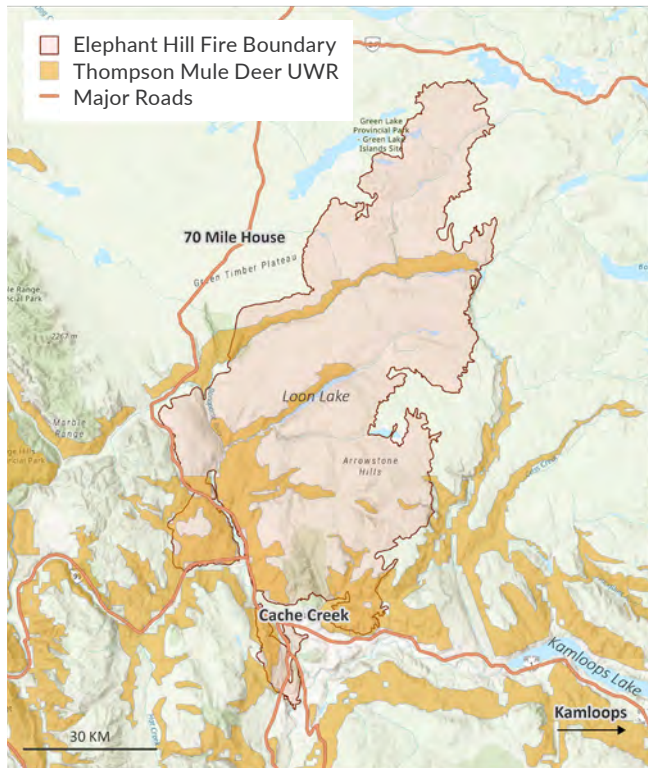 Elephant Hill Fire Boundary
Thompson Mule Deer UWR
Major Roads
Green Lake
Provincial Park
- Green Lake
Islands Site
70 Mile House
Green Timber Plateau
2267 m
Marble
Range
Loon Lake
Arrowstone
Hills
Cache Creek
Kamloops Lake
Kamloops
30 KM